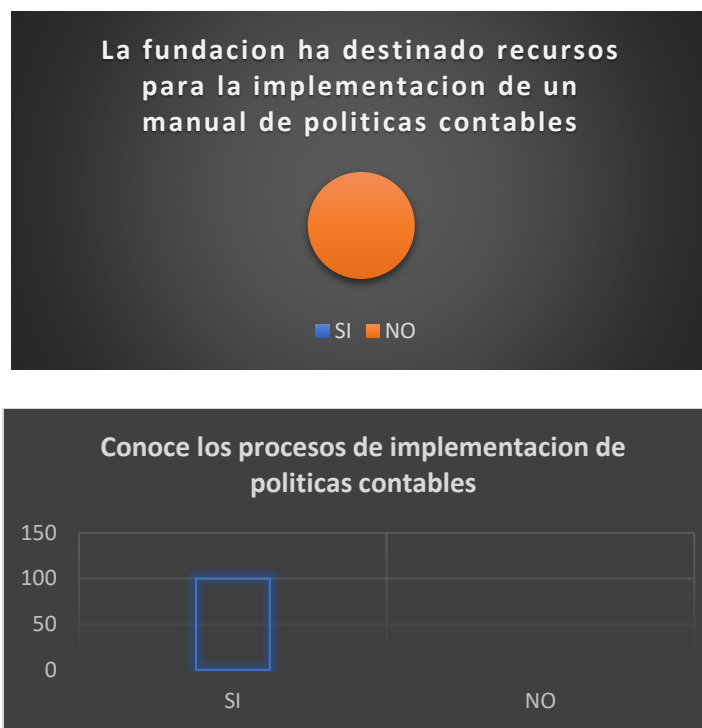 La fundacion ha destinado recursos
para la implementacion de un
manual de politicas contables
SI NO
Conoce los procesos de implementacion de
politicas contables
150
100
50
0
SI NO